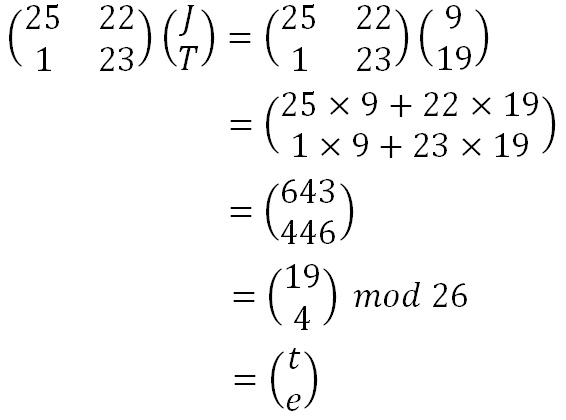 (25 22) (J) = (25 22) (9)
(1 23) (T) (1 23) (19)
= (25 × 9 + 22 × 19)
(1 × 9 + 23 × 19)
= (643)
(446)
= (19) mod 26
(4)
= (t)
(e)